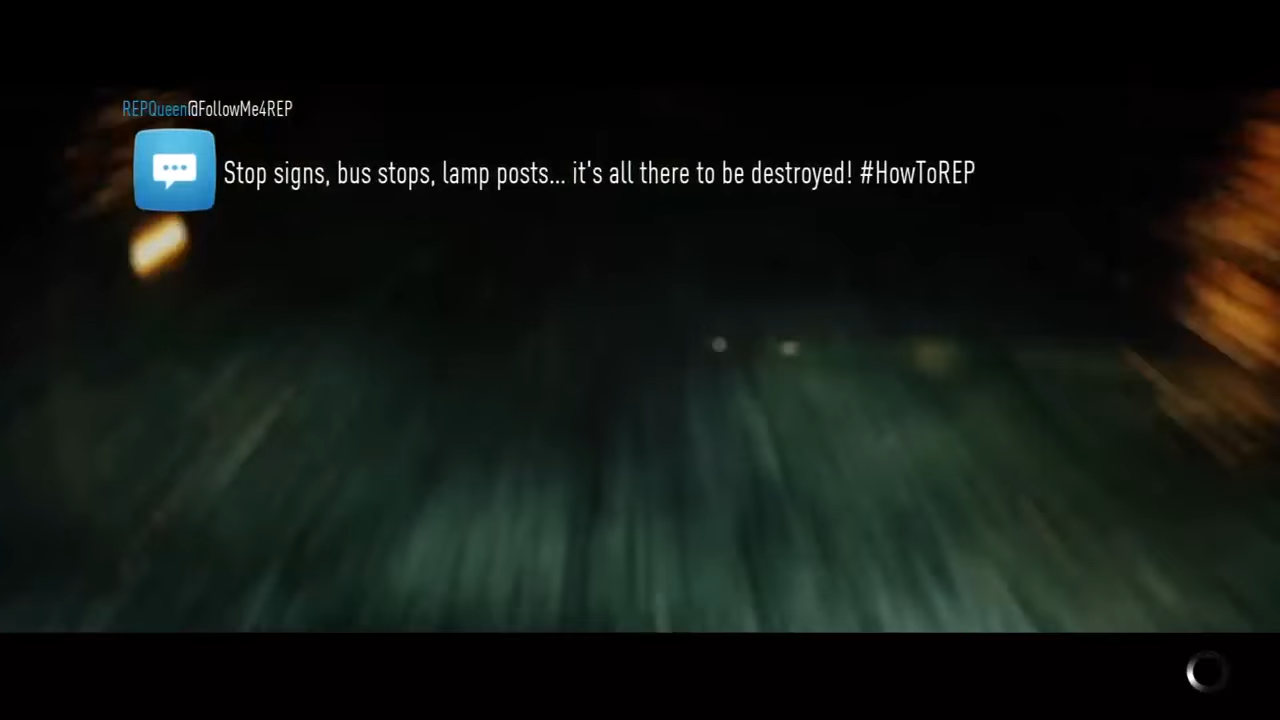 REPQueen@FollowMe4REP
Stop signs, bus stops, lamp posts... it's all there to be destroyed! #HowToREP